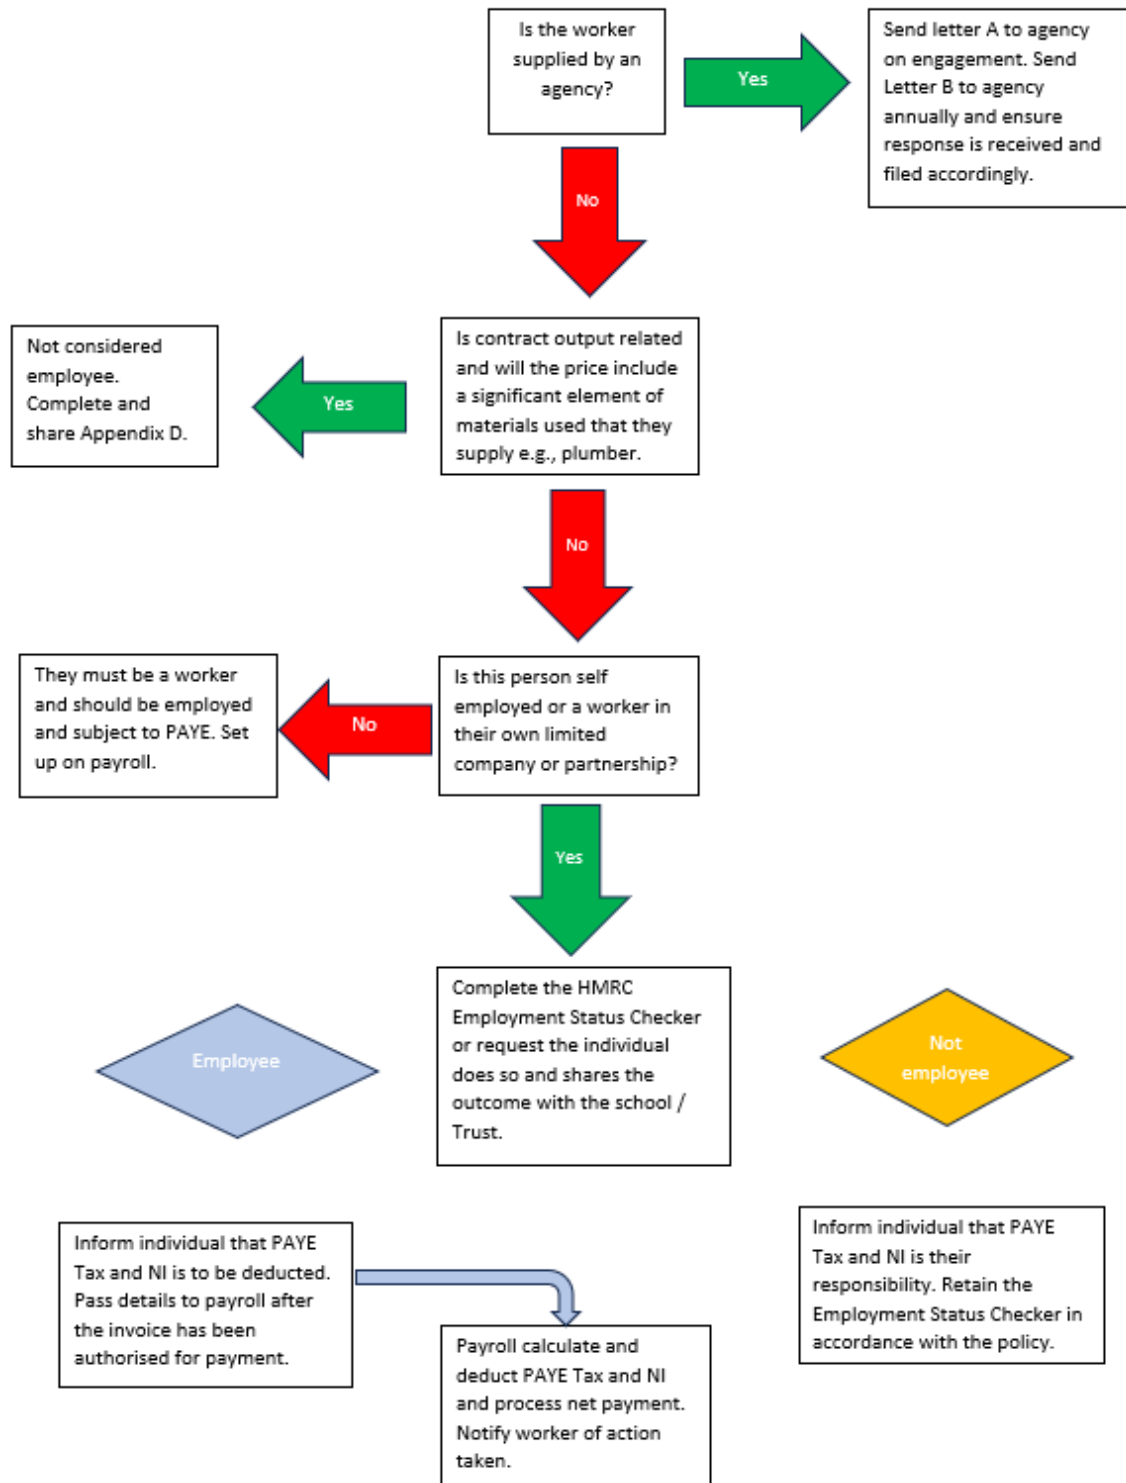 Is the worker
supplied by an
agency?
Yes
Send letter A to agency
on engagement. Send
Letter B to agency
annually and ensure
response is received and
filed accordingly.
No
Not considered
employee.
Complete and
share Appendix D.
Yes
Is contract output related
and will the price include
a significant element of
materials used that they
supply e.g., plumber.
No
They must be a worker
and should be employed
and subject to PAYE. Set
up on payroll.
No
Is this person self
employed or a worker in
their own limited
company or partnership?
Yes
Employee
Complete the HMRC
Employment Status Checker
or request the individual
does so and shares the
outcome with the school /
Trust.
Not
employee
Inform individual that PAYE
Tax and NI is to be deducted.
Pass details to payroll after
the invoice has been
authorised for payment.
Payroll calculate and
deduct PAYE Tax and NI
and process net payment.
Notify worker of action
taken.
Inform individual that PAYE
Tax and NI is their
responsibility. Retain the
Employment Status Checker in
accordance with the policy.